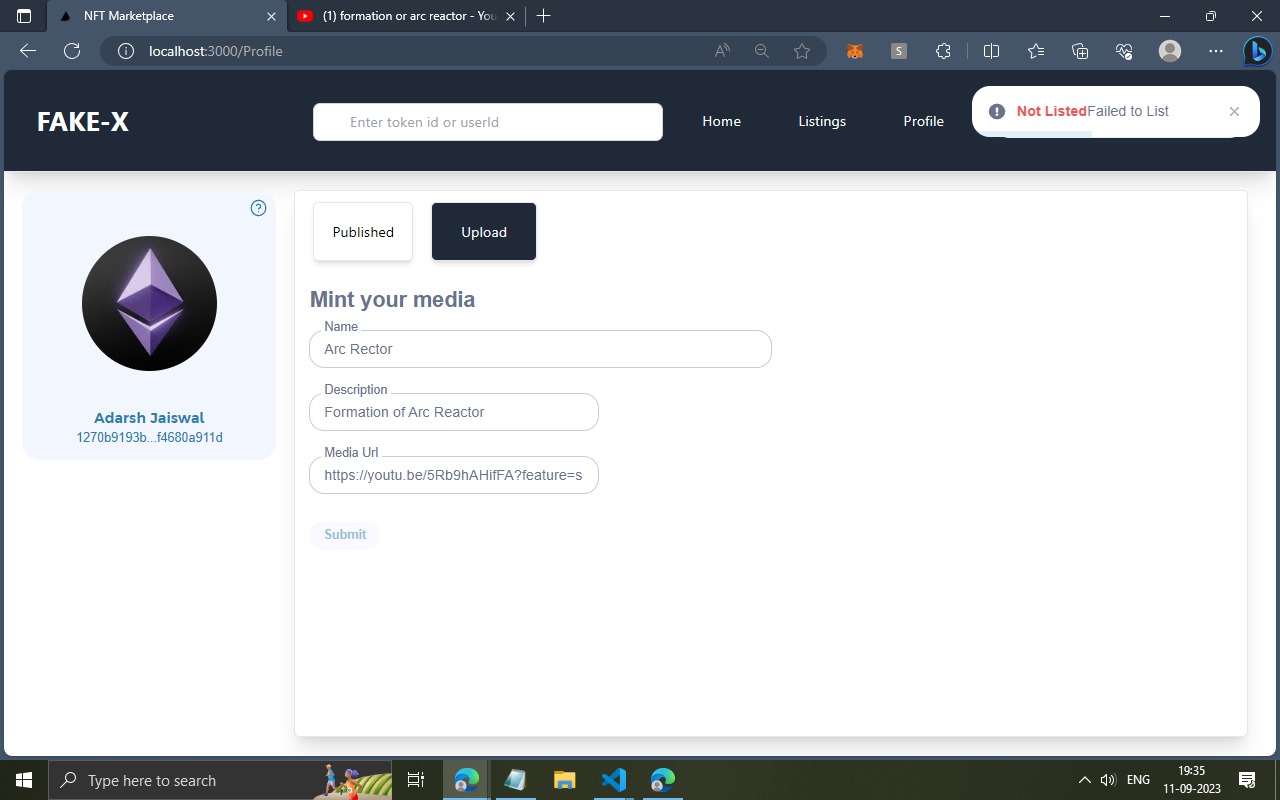 NFT Marketplace
(1) formation or arc reactor - You
localhost:3000/Profile
S
FAKE-X
Enter token id or userId
Home
Listings
Profile
Not ListedFailed to List
Published
Upload
Mint your media
Name
Arc Rector
Description
Formation of Arc Reactor
Media Url
https://youtu.be/5Rb9hAHifFA?feature=s
Submit
Adarsh Jaiswal
1270b9193b...f4680a911d
Type here to search
ENG
19:35
11-09-2023